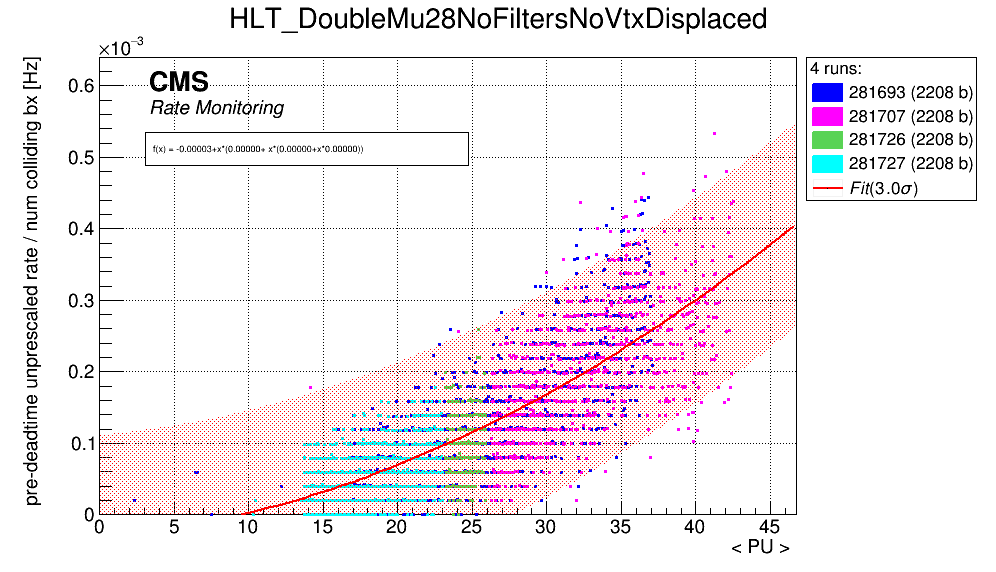 HLT_DoubleMu28NoFiltersNoVtxDisplaced
×10⁻³
pre-deadtime unprescaled rate / num colliding bx [Hz]
CMS
Rate Monitoring
f(x) = -0.00003+x*(0.00000+ x*(0.00000+x*0.00000))
0.6
0.5
0.4
0.3
0.2
0.1
0
0 5 10 15 20 25 30 35 40 45
< PU >
4 runs:
281693 (2208 b)
281707 (2208 b)
281726 (2208 b)
281727 (2208 b)
Fit(3.0σ)